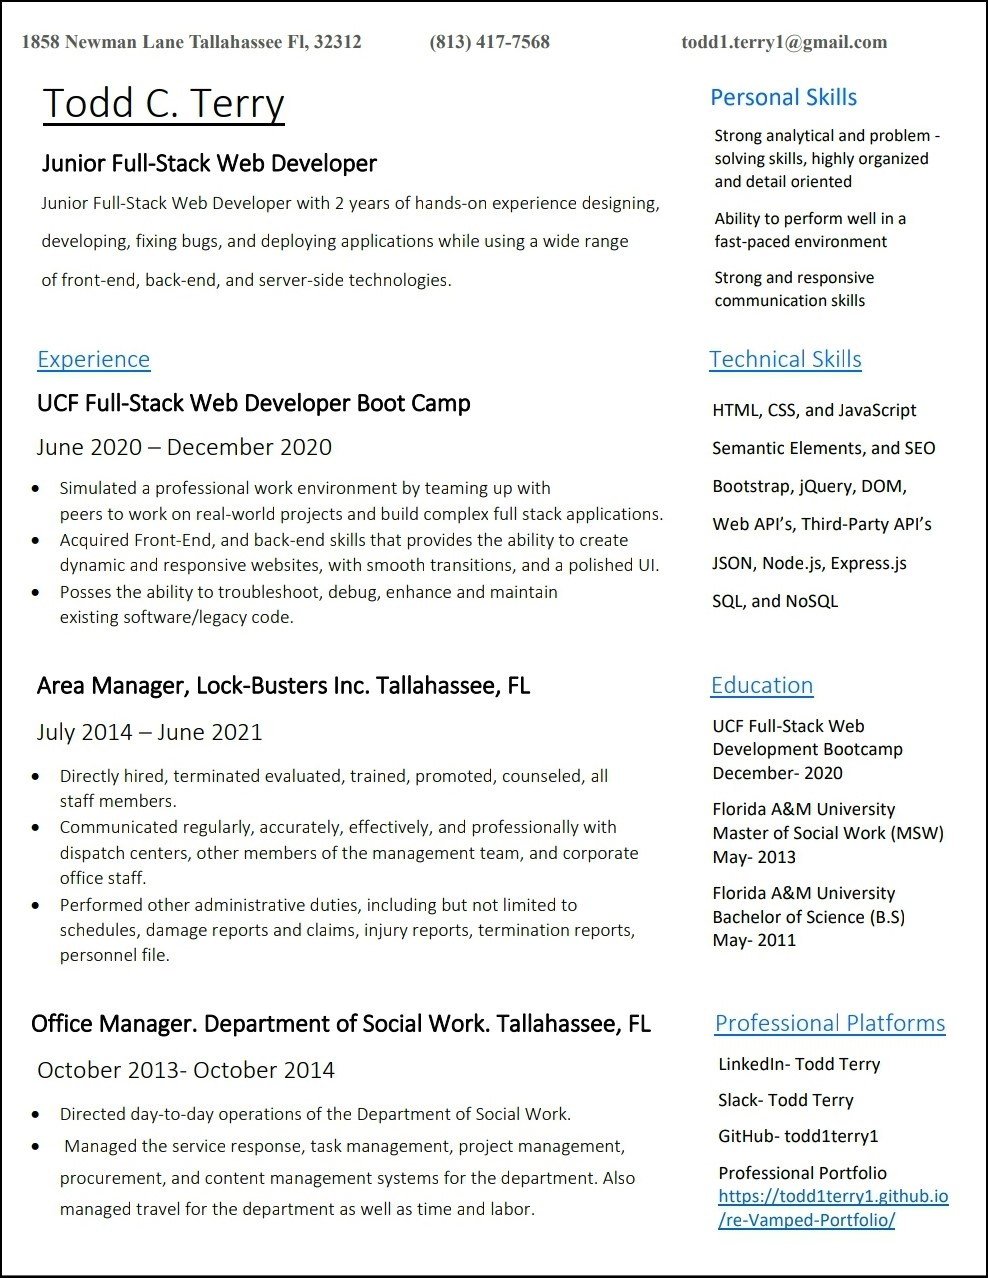 1858 Newman Lane Tallahassee Fl, 32312 (813) 417-7568 todd1.terry1@gmail.com
Todd C. Terry
Junior Full-Stack Web Developer
Junior Full-Stack Web Developer with 2 years of hands-on experience designing,
developing, fixing bugs, and deploying applications while using a wide range
of front-end, back-end, and server-side technologies.
Experience
UCF Full-Stack Web Developer Boot Camp
June 2020 – December 2020
• Simulated a professional work environment by teaming up with
peers to work on real-world projects and build complex full stack applications.
• Acquired Front-End, and back-end skills that provides the ability to create
dynamic and responsive websites, with smooth transitions, and a polished UI.
• Posses the ability to troubleshoot, debug, enhance and maintain
existing software/legacy code.
Area Manager, Lock-Busters Inc. Tallahassee, FL
July 2014 – June 2021
• Directly hired, terminated evaluated, trained, promoted, counseled, all
staff members.
• Communicated regularly, accurately, effectively, and professionally with
dispatch centers, other members of the management team, and corporate
office staff.
• Performed other administrative duties, including but not limited to
schedules, damage reports and claims, injury reports, termination reports,
personnel file.
Office Manager. Department of Social Work. Tallahassee, FL
October 2013- October 2014
• Directed day-to-day operations of the Department of Social Work.
• Managed the service response, task management, project management,
procurement, and content management systems for the department. Also
managed travel for the department as well as time and labor.
Personal Skills
Strong analytical and problem -
solving skills, highly organized
and detail oriented
Ability to perform well in a
fast-paced environment
Strong and responsive
communication skills
Technical Skills
HTML, CSS, and JavaScript
Semantic Elements, and SEO
Bootstrap, jQuery, DOM,
Web API’s, Third-Party API’s
JSON, Node.js, Express.js
SQL, and NoSQL
Education
UCF Full-Stack Web
Development Bootcamp
December- 2020
Florida A&M University
Master of Social Work (MSW)
May- 2013
Florida A&M University
Bachelor of Science (B.S)
May- 2011
Professional Platforms
LinkedIn- Todd Terry
Slack- Todd Terry
GitHub- todd1terry1
Professional Portfolio
https://todd1terry1.github.io
/re-Vamped-Portfolio/